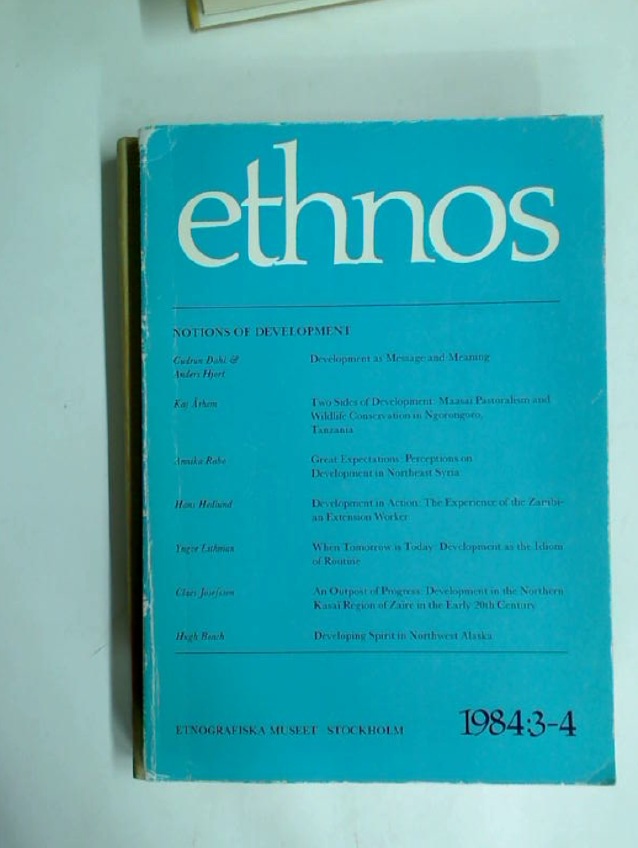 ethnos
NOTIONS OF DEVELOPMENT
Gudrun Dahl &
Anders Hjort
Development as Message and Meaning
Kaj Århem
Two Sides of Development: Maasai Pastoralism and
Wildlife Conservation in Ngorongoro,
Tanzania
Annika Rabo
Great Expectations: Perceptions on
Development in Northeast Syria
Hans Hedlund
Development in Action: The Experience of the Zambi-
an Extension Worker
Yngve Lithman
When Tomorrow is Today: Development as the Idiom
of Routine
Claes Josefsson
An Outpost of Progress: Development in the Northern
Kasai Region of Zaire in the Early 20th Century
Hugh Beach
Developing Spirit in Northwest Alaska
ETNOGRAFISKA MUSEET STOCKHOLM
1984:3-4